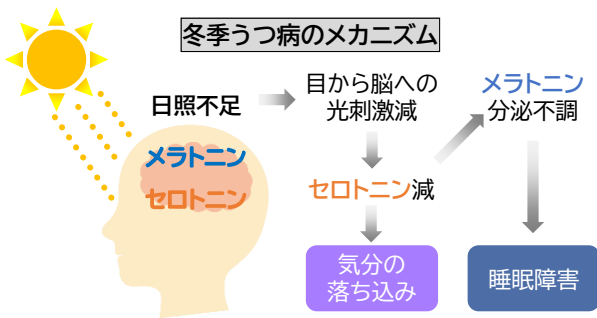 冬季うつ病のメカニズム
日照不足
目から脳への
光刺激減
メラトニン
分泌不調
メラトニン
セロトニン
セロトニン減
気分の
落ち込み
睡眠障害